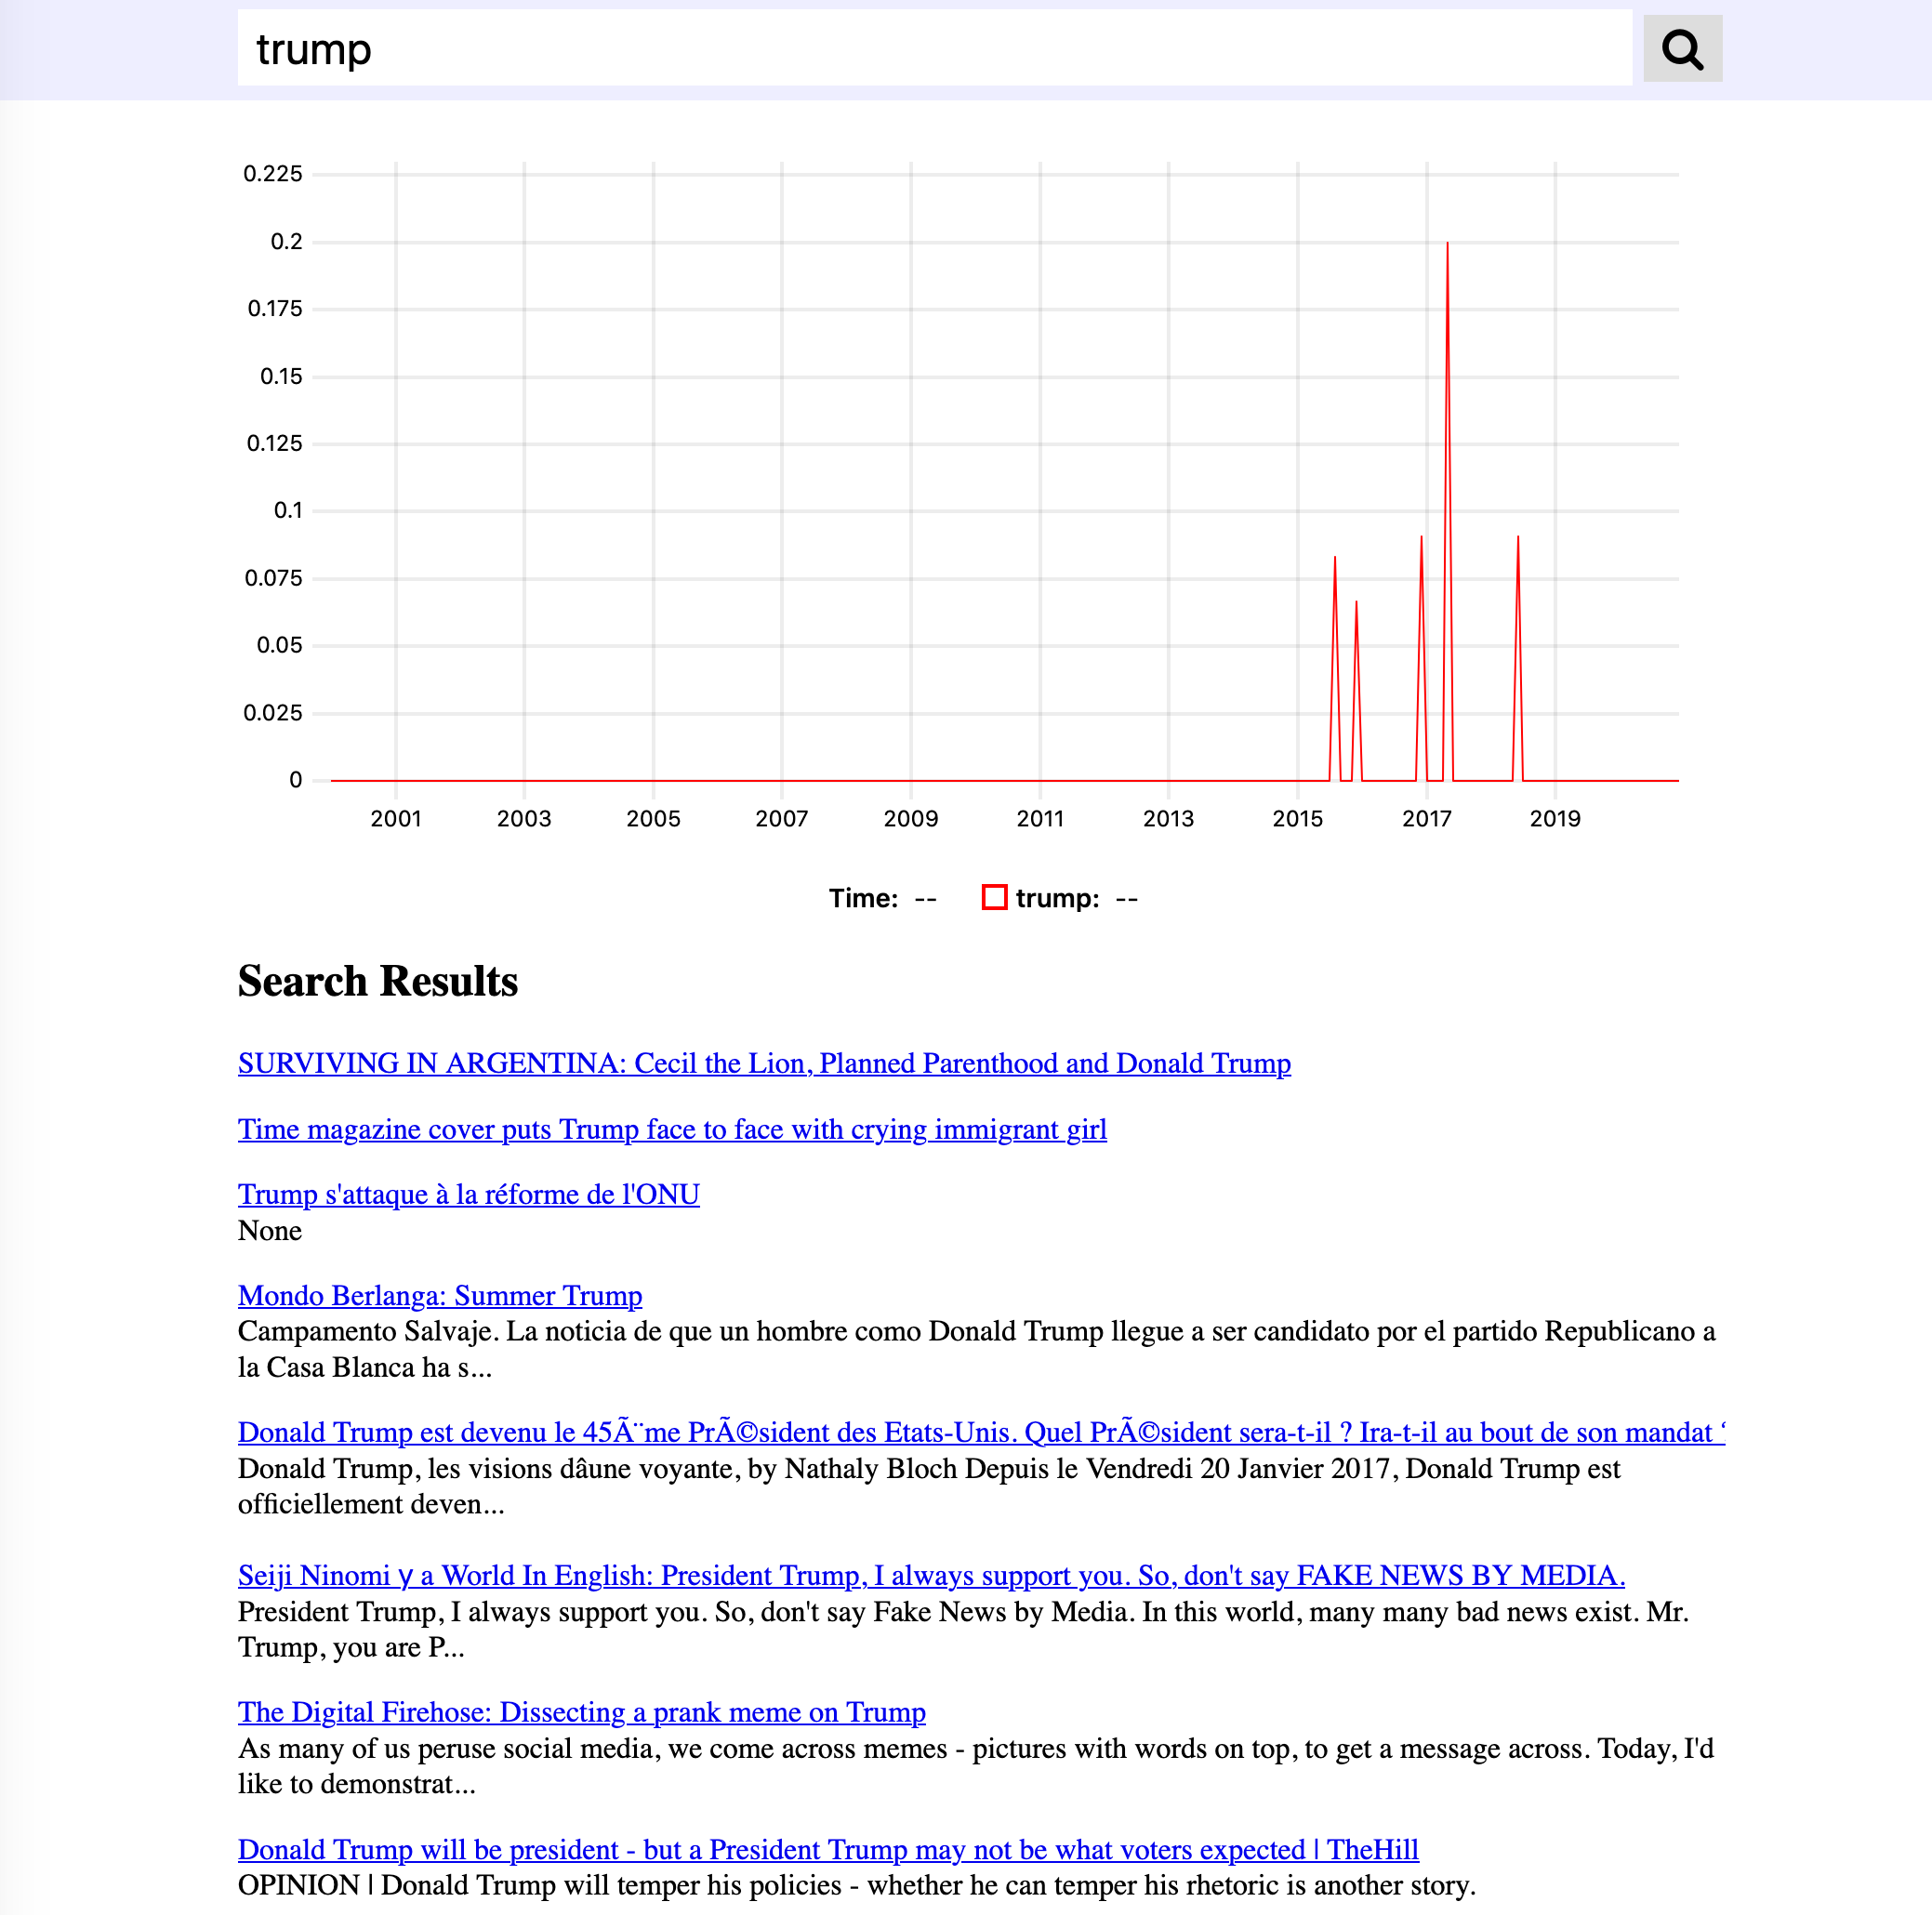 trump
0.225
0.2
0.175
0.15
0.125
0.1
0.075
0.05
0.025
0
2001 2003 2005 2007 2009 2011 2013 2015 2017 2019
Time: -- trump: --
Search Results
SURVIVING IN ARGENTINA: Cecil the Lion, Planned Parenthood and Donald Trump
Time magazine cover puts Trump face to face with crying immigrant girl
Trump s'attaque à la réforme de l'ONU
None
Mondo Berlanga: Summer Trump
Campamento Salvaje. La noticia de que un hombre como Donald Trump llegue a ser candidato por el partido Republicano a
la Casa Blanca ha s...
Donald Trump est devenu le 45Ã¨me PrÃ©sident des Etats-Unis. Quel PrÃ©sident sera-t-il ? Ira-t-il au bout de son mandat
Donald Trump, les visions dâune voyante, by Nathaly Bloch Depuis le Vendredi 20 Janvier 2017, Donald Trump est
officiellement deven...
Seiji Ninomi y a World In English: President Trump, I always support you. So, don't say FAKE NEWS BY MEDIA.
President Trump, I always support you. So, don't say Fake News by Media. In this world, many many bad news exist. Mr.
Trump, you are P...
The Digital Firehose: Dissecting a prank meme on Trump
As many of us peruse social media, we come across memes - pictures with words on top, to get a message across. Today, I'd
like to demonstrat...
Donald Trump will be president - but a President Trump may not be what voters expected | TheHill
OPINION | Donald Trump will temper his policies - whether he can temper his rhetoric is another story.